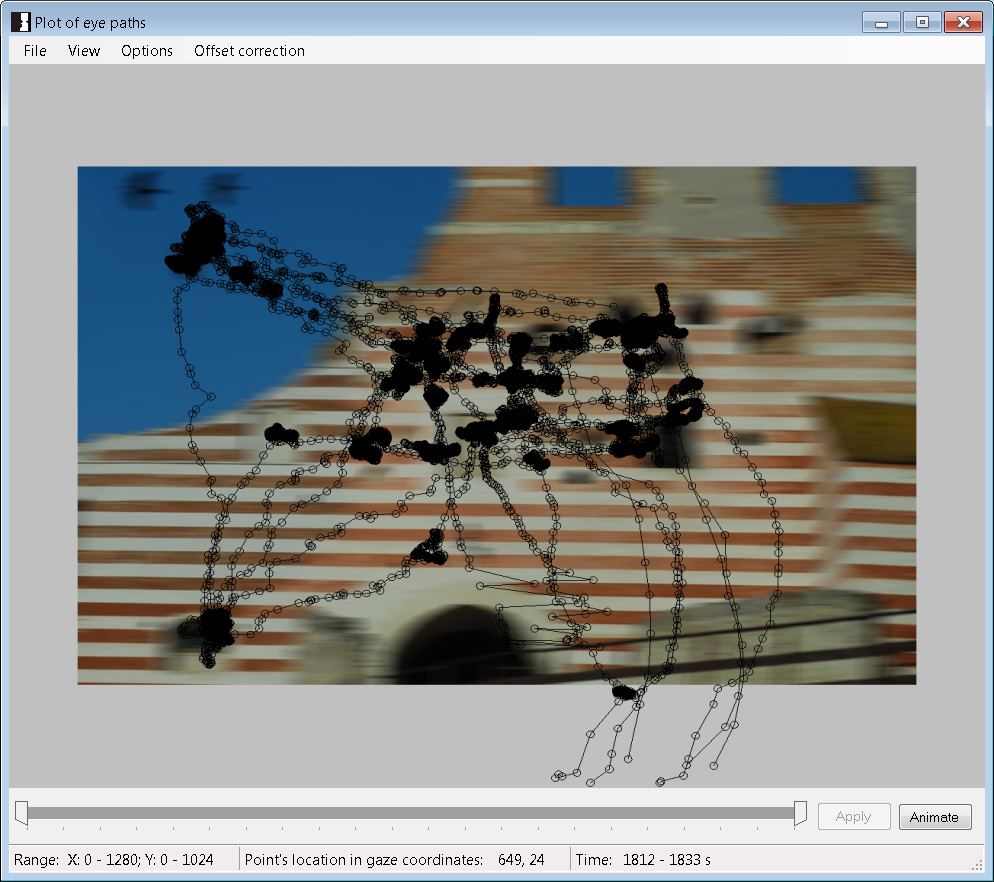 Plot of eye paths
File View Options Offset correction
Apply Animate
Range: X: 0 - 1280; Y: 0 - 1024 Point's location in gaze coordinates: 649, 24 Time: 1812 - 1833 s